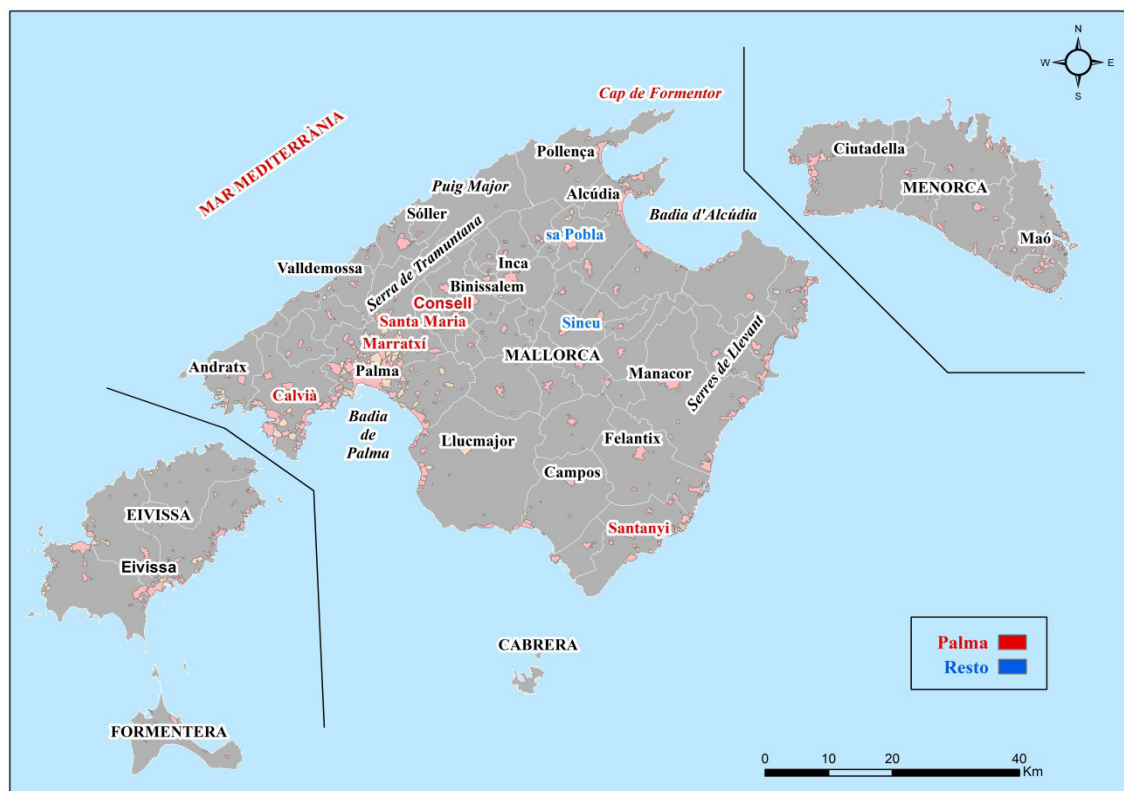 N
W E
S
Cap de Formentor
MAR MEDITERRÀNIA
Pollença
Ciutadella
Puig Major
Alcúdia
MENORCA
Sóller
Badia d'Alcúdia
sa Pobla
Maó
Serra de Tramuntana
Valldemossa
Inca
Binissalem
Consell
Santa Maria
Sineu
Marratxí
MALLORCA
Serres de Llevant
Andratx
Palma
Manacor
Calvià
Badia
de
Palma
Llucmajor
Felantix
Campos
EIVISSA
Santanyi
Eivissa
CABRERA
Palma
Resto
FORMENTERA
0 10 20 40
Km